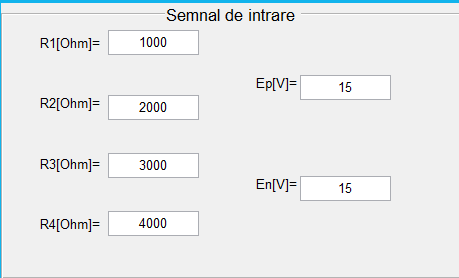 Semnal de intrare
R1[Ohm]= 1000
Ep[V]= 15
R2[Ohm]= 2000
R3[Ohm]= 3000
En[V]= 15
R4[Ohm]= 4000